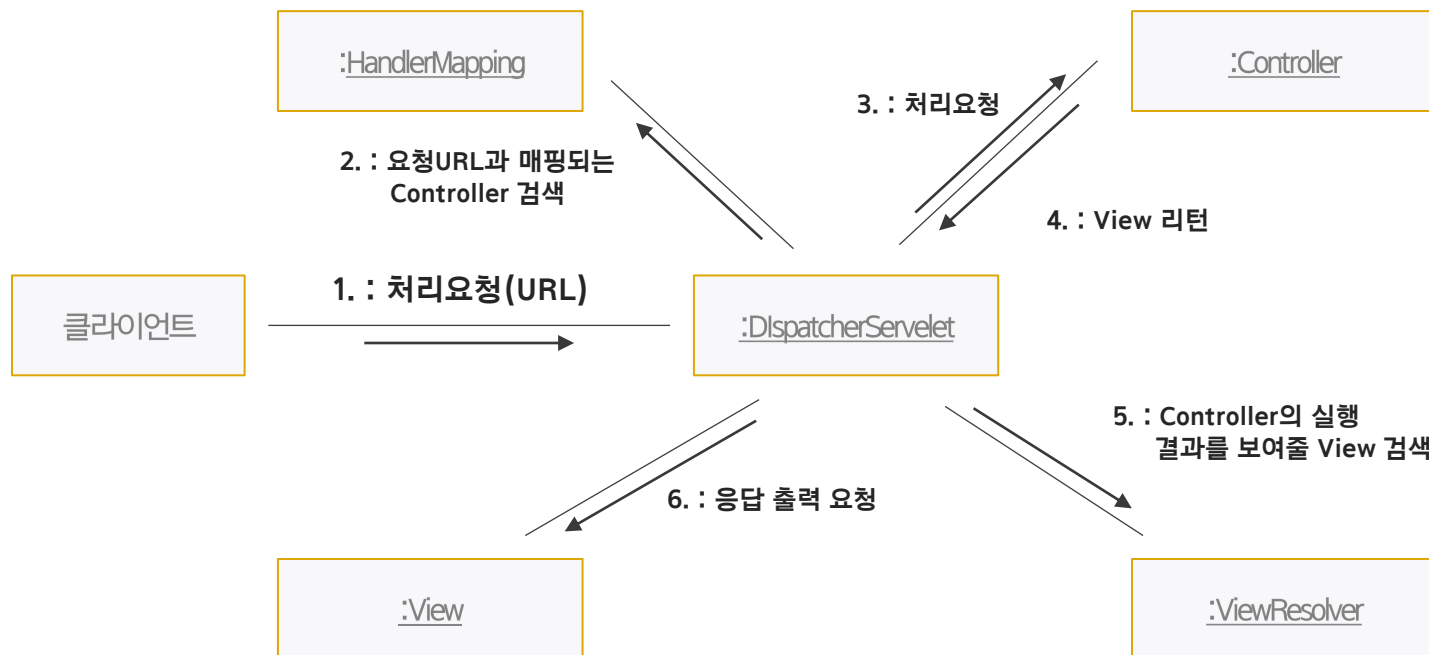 :HandlerMapping
:Controller
3. : 처리요청
2. : 요청URL과 매핑되는
Controller 검색
4. : View 리턴
1. : 처리요청(URL)
클라이언트
:DIspatcherServelet
5. : Controller의 실행
결과를 보여줄 View 검색
6. : 응답 출력 요청
:View
:ViewResolver